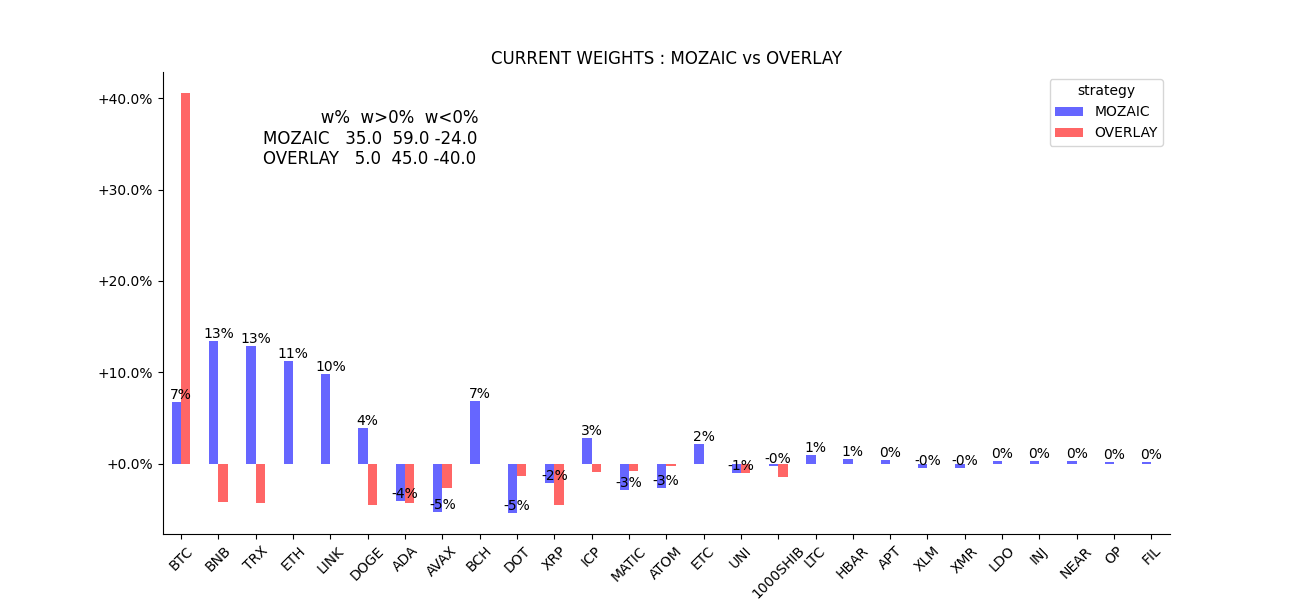 CURRENT WEIGHTS : MOZAIC vs OVERLAY
strategy
MOZAIC
OVERLAY
w%  w>0%  w<0%
MOZAIC   35.0  59.0 -24.0
OVERLAY   5.0  45.0 -40.0
+40.0%
+30.0%
+20.0%
+10.0%
+0.0%
7% 13% 13% 11% 10% 4% -4% -5% 7% -5% -2% 3% -3% -3% 2% -1% -0% 1% 1% 0% -0% -0% 0% 0% 0% 0% 0%
BTC BNB TRX ETH LINK DOGE ADA AVAX BCH DOT XRP ICP MATIC ATOM ETC UNI 1000SHIB LTC HBAR APT XLM XMR LDO INJ NEAR OP FIL